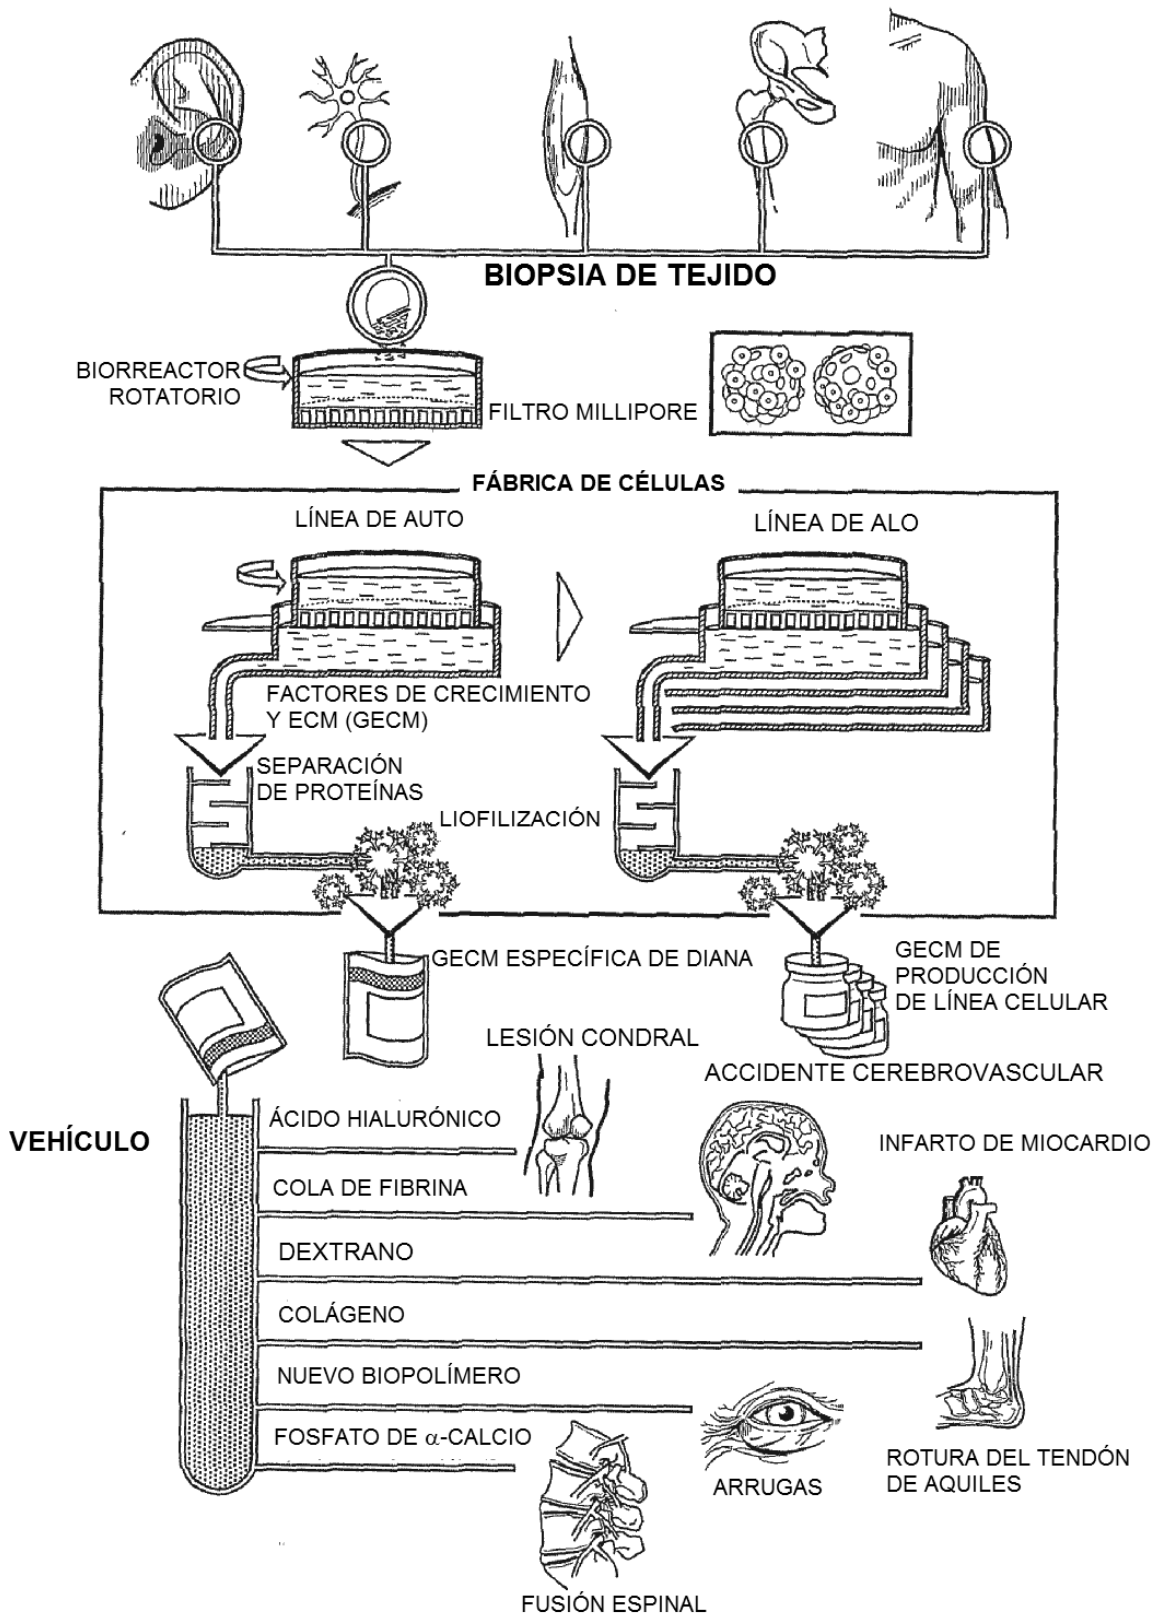 BIOPSIA DE TEJIDO
BIORREACTOR
ROTATORIO
FILTRO MILLIPORE
FÁBRICA DE CÉLULAS
LÍNEA DE AUTO
LÍNEA DE ALO
FACTORES DE CRECIMIENTO
Y ECM (GECM)
SEPARACIÓN
DE PROTEÍNAS
LIOFILIZACIÓN
GECM ESPECÍFICA DE DIANA
GECM DE
PRODUCCIÓN
DE LÍNEA CELULAR
LESIÓN CONDRAL
ACCIDENTE CEREBROVASCULAR
VEHÍCULO
ÁCIDO HIALURÓNICO
INFARTO DE MIOCARDIO
COLA DE FIBRINA
DEXTRANO
COLÁGENO
NUEVO BIOPOLÍMERO
FOSFATO DE α-CALCIO
ARRUGAS
ROTURA DEL TENDÓN
DE AQUILES
FUSIÓN ESPINAL